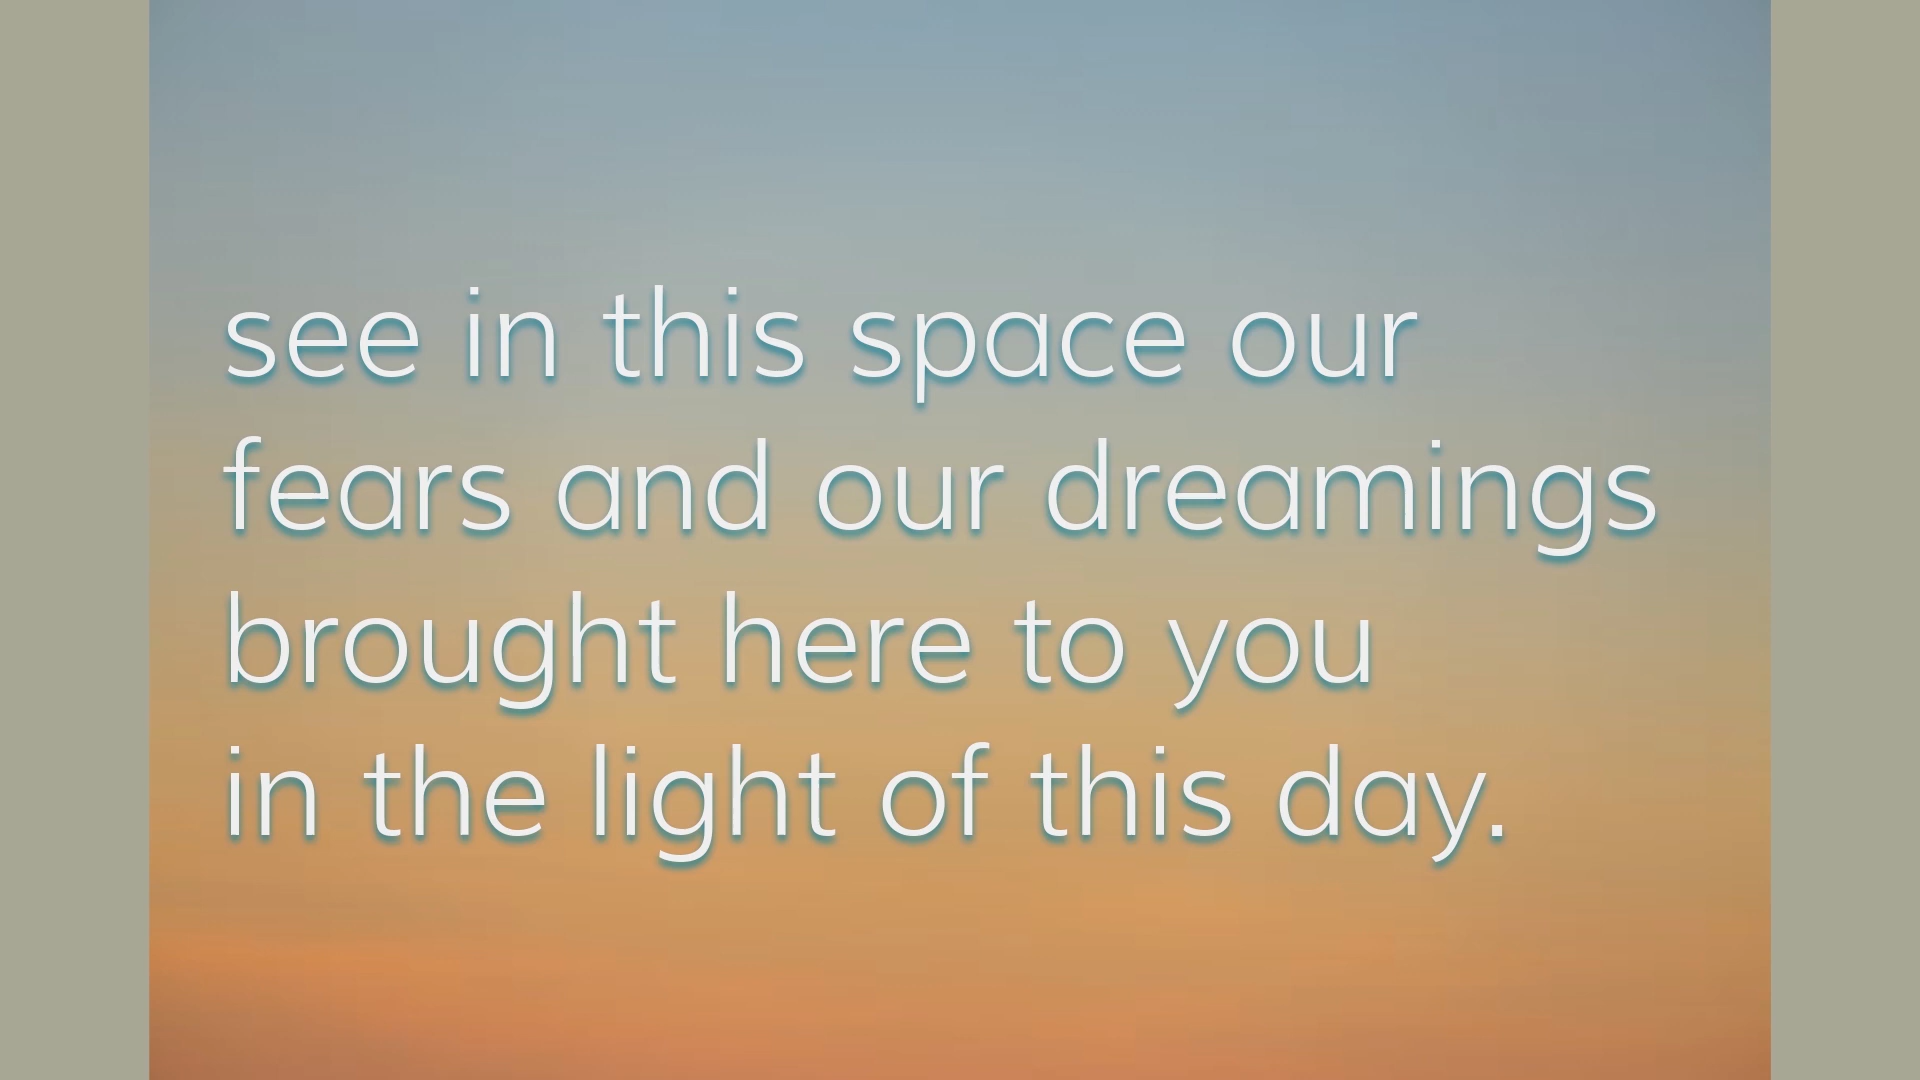 see in this space our
fears and our dreamings
brought here to you
in the light of this day.